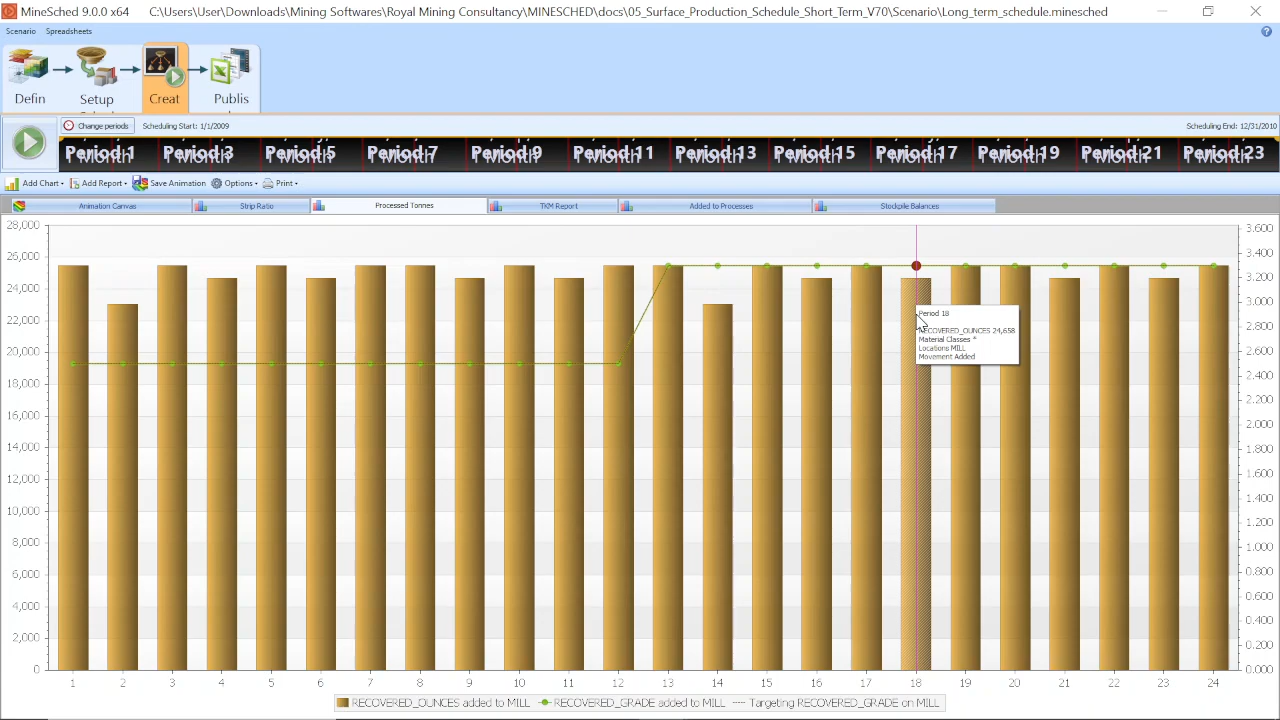 MineSched 9.0.0 x64 C:\Users\User\Downloads\Mining Softwares\Royal Mining Consultancy\MINESCHED\docs\05_Surface_Production_Schedule_Short_Term_V70\Scenario\Long_term_schedule.minesched
Scenario Spreadsheets
Defin Setup Creat Publis
Change periods Scheduling Start: 1/1/2009 Scheduling End: 12/31/2010
Period 1 Period 3 Period 5 Period 7 Period 9 Period 11 Period 13 Period 15 Period 17 Period 19 Period 21 Period 23
Add Chart Add Report Save Animation Options Print
Animation Canvas Strip Ratio Processed Tonnes TKM Report Added to Processes Stockpile Balances
28,000
26,000
24,000
22,000
20,000
18,000
16,000
14,000
12,000
10,000
8,000
6,000
4,000
2,000
0
3.600
3.400
3.200
3.000
2.800
2.600
2.400
2.200
2.000
1.800
1.600
1.400
1.200
1.000
0.800
0.600
0.400
0.200
0.000
Period 18
RECOVERED_OUNCES 24,658
Material Classes *
Locations MILL
Movement Added
1 2 3 4 5 6 7 8 9 10 11 12 13 14 15 16 17 18 19 20 21 22 23 24
RECOVERED_OUNCES added to MILL RECOVERED_GRADE added to MILL Targeting RECOVERED_GRADE on MILL